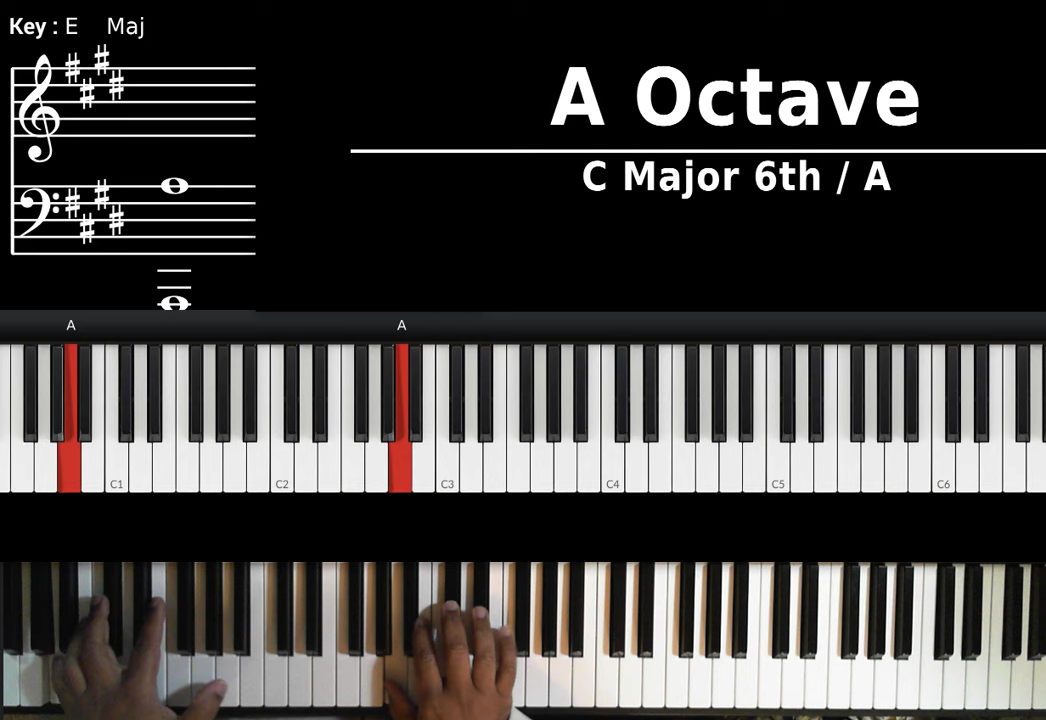 Key : E Maj
A Octave
C Major 6th / A
A A
C1 C2 C3 C4 C5 C6